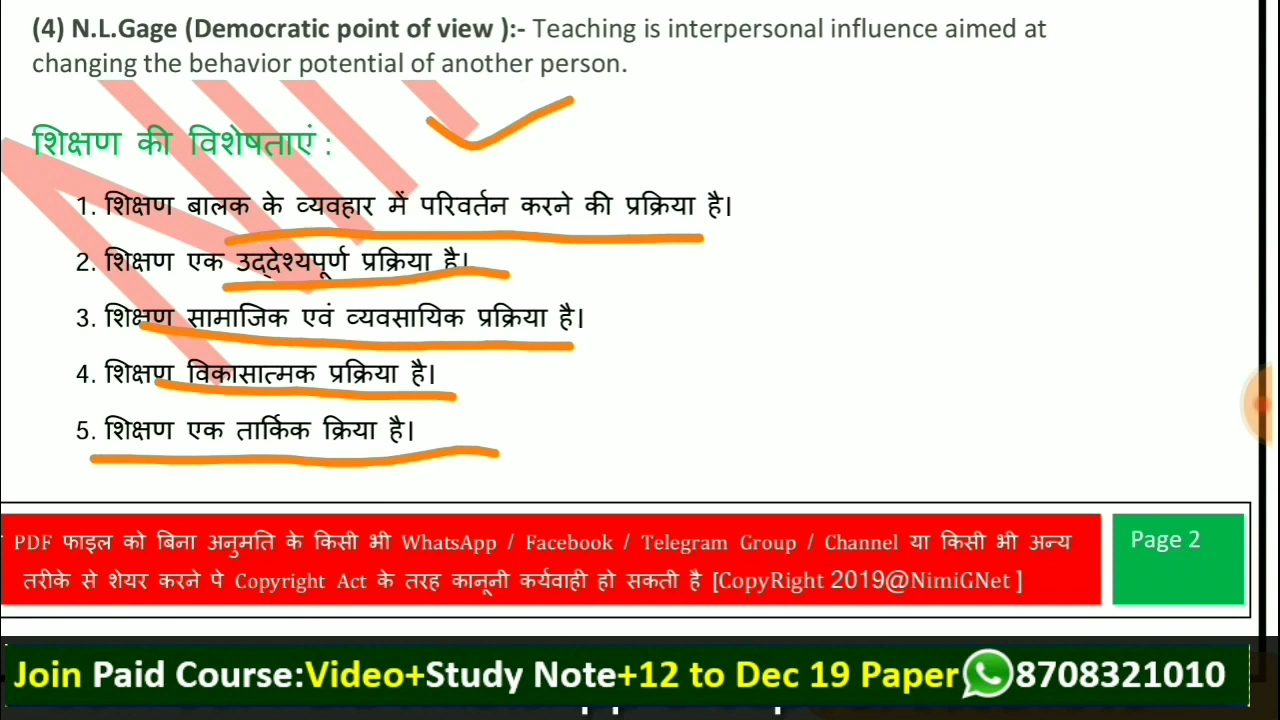 (4) N.L.Gage (Democratic point of view ):- Teaching is interpersonal influence aimed at
changing the behavior potential of another person.
शिक्षण की विशेषताएं :
1. शिक्षण बालक के व्यवहार में परिवर्तन करने की प्रक्रिया है।
2. शिक्षण एक उद्देश्यपूर्ण प्रक्रिया है।
3. शिक्षण सामाजिक एवं व्यवसायिक प्रक्रिया है।
4. शिक्षण विकासात्मक प्रक्रिया है।
5. शिक्षण एक तार्किक क्रिया है।
PDF फाइल को बिना अनुमति के किसी भी WhatsApp / Facebook / Telegram Group / Channel या किसी भी अन्य
तरीके से शेयर करने पे Copyright Act के तरह कानूनी कर्यवाही हो सकती है [CopyRight 2019@NimiGNet ]
Page 2
Join Paid Course:Video+Study Note+12 to Dec 19 Paper 8708321010